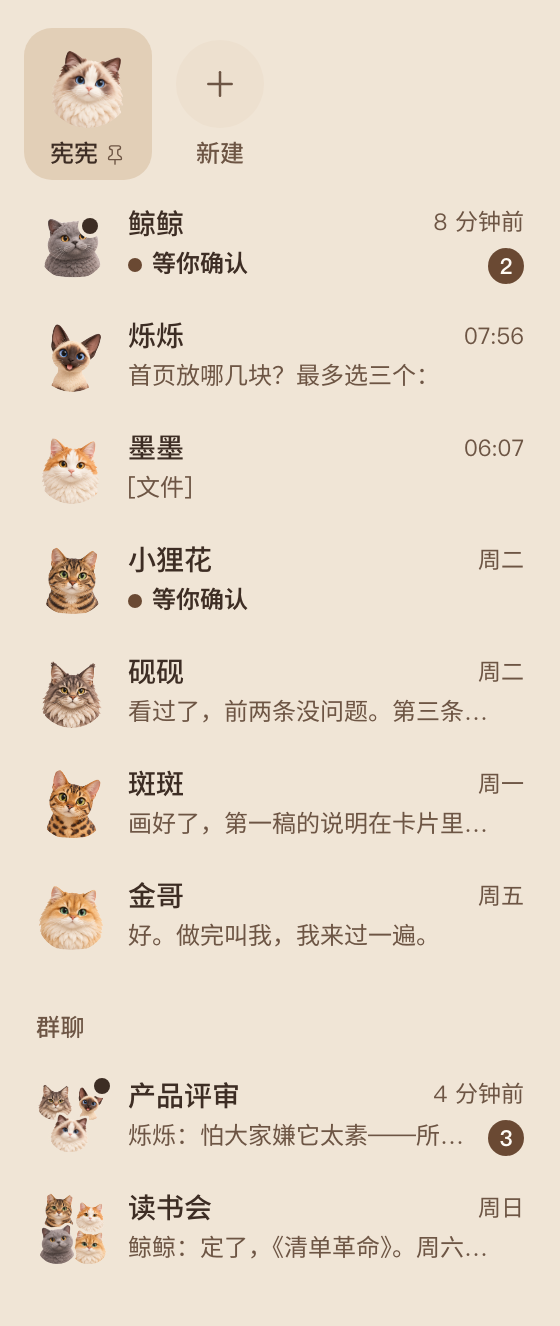 宪宪
新建
鲸鲸 8 分钟前
等你确认 2
烁烁 07:56
首页放哪几块？最多选三个：
墨墨 06:07
[文件]
小狸花 周二
等你确认
砚砚 周二
看过了，前两条没问题。第三条…
斑斑 周一
画好了，第一稿的说明在卡片里…
金哥 周五
好。做完叫我，我来过一遍。
群聊
产品评审 4 分钟前
烁烁：怕大家嫌它太素——所… 3
读书会 周日
鲸鲸：定了，《清单革命》。周六…